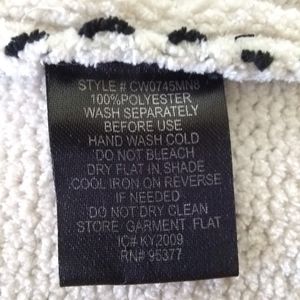 STYLE # CW0745MN8
100%POLYESTER
WASH SEPARATELY
BEFORE USE
HAND WASH COLD
DO NOT BLEACH
DRY FLAT IN SHADE
COOL IRON ON REVERSE
IF NEEDED
DO NOT DRY CLEAN
STORE GARMENT FLAT
IC# KY2009
RN# 95377